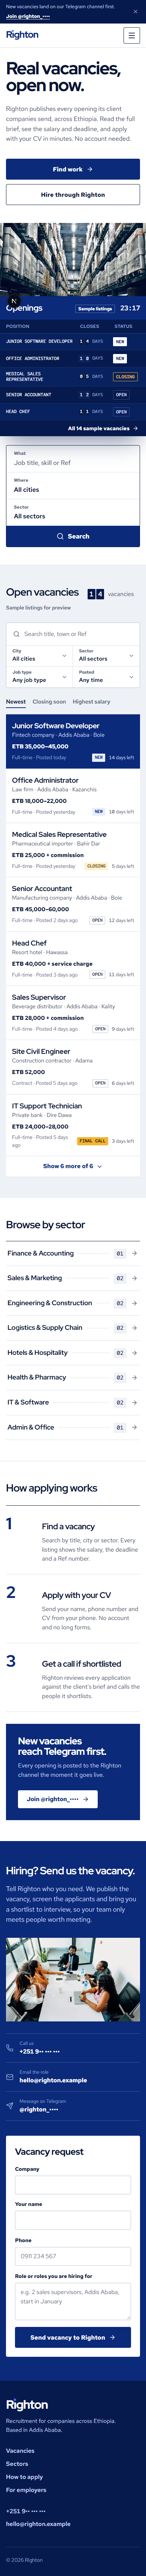 New vacancies land on our Telegram channel first.
Join @righton_••••
Righton
Real vacancies,
open now.
Righton publishes every opening its client
companies send, across Ethiopia. Read the full
brief, see the salary and deadline, and apply
with your CV in minutes. No account needed.
Find work
Hire through Righton
N
Openings
Sample listings
23:17
POSITION CLOSES STATUS
JUNIOR SOFTWARE DEVELOPER 14 DAYS NEW
OFFICE ADMINISTRATOR 10 DAYS NEW
MEDICAL SALES
REPRESENTATIVE
05 DAYS CLOSING
SENIOR ACCOUNTANT 12 DAYS OPEN
HEAD CHEF 11 DAYS OPEN
All 14 sample vacancies
What
Job title, skill or Ref
Where
All cities
Sector
All sectors
Search
Open vacancies 14 vacancies
Sample listings for preview
Search title, town or Ref
City Sector
All cities All sectors
Job type Posted
Any job type Any time
Newest Closing soon Highest salary
Junior Software Developer
Fintech company · Addis Ababa · Bole
ETB 35,000–45,000
Full-time · Posted today NEW 14 days left
Office Administrator
Law firm · Addis Ababa · Kazanchis
ETB 18,000–22,000
Full-time · Posted yesterday NEW 10 days left
Medical Sales Representative
Pharmaceutical importer · Bahir Dar
ETB 25,000 + commission
Full-time · Posted yesterday CLOSING 5 days left
Senior Accountant
Manufacturing company · Addis Ababa · Bole
ETB 45,000–60,000
Full-time · Posted 2 days ago OPEN 12 days left
Head Chef
Resort hotel · Hawassa
ETB 40,000 + service charge
Full-time · Posted 3 days ago OPEN 11 days left
Sales Supervisor
Beverage distributor · Addis Ababa · Kality
ETB 28,000 + commission
Full-time · Posted 4 days ago OPEN 9 days left
Site Civil Engineer
Construction contractor · Adama
ETB 52,000
Contract · Posted 5 days ago OPEN 6 days left
IT Support Technician
Private bank · Dire Dawa
ETB 24,000–28,000
Full-time · Posted 5 days
ago
FINAL CALL 3 days left
Show 6 more of 6
Browse by sector
Finance & Accounting 01
Sales & Marketing 02
Engineering & Construction 02
Logistics & Supply Chain 02
Hotels & Hospitality 02
Health & Pharmacy 02
IT & Software 02
Admin & Office 01
How applying works
1
Find a vacancy
Search by title, city or sector. Every
listing shows the salary, the deadline
and a Ref number.
2
Apply with your CV
Send your name, phone number and
CV from your phone. No account
and no long forms.
3
Get a call if shortlisted
Righton reviews every application
against the client's brief and calls the
people it shortlists.
New vacancies
reach Telegram first.
Every opening is posted to the Righton
channel the moment it goes live.
Join @righton_••••
Hiring? Send us the vacancy.
Tell Righton who you need. We publish the
vacancy, screen the applicants and bring you
a shortlist to interview, so your team only
meets people worth meeting.
Call us
+251 9•• ••• •••
Email the role
hello@righton.example
Message on Telegram
@righton_••••
Vacancy request
Company
Your name
Phone
0911 234 567
Role or roles you are hiring for
e.g. 2 sales supervisors, Addis Ababa,
start in January
Send vacancy to Righton
Righton
Recruitment for companies across Ethiopia.
Based in Addis Ababa.
Vacancies
Sectors
How to apply
For employers
+251 9•• ••• •••
hello@righton.example
© 2026 Righton